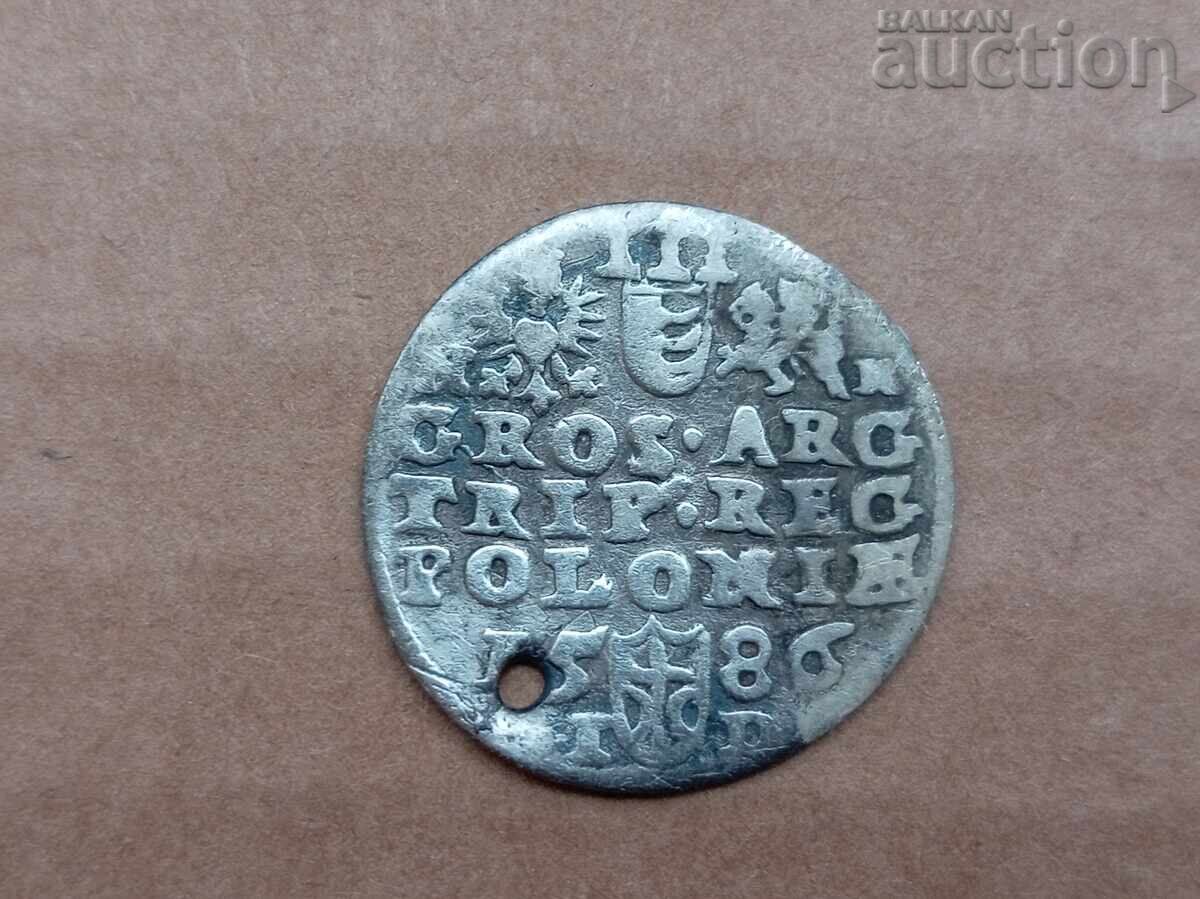 BALKAN
auction
III
N
GROS·ARG
TRIP·REG
POLONIÆ
1586
I D